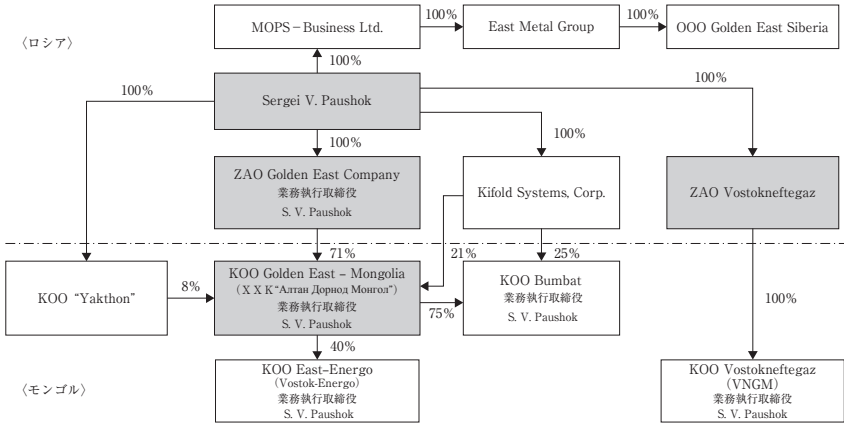 MOPS－Business Ltd.
100%
East Metal Group
100%
OOO Golden East Siberia
〈ロシア〉
100%
100%
100%
Sergei V. Paushok
100%
100%
ZAO Golden East Company
業務執行取締役
S. V. Paushok
Kifold Systems, Corp.
ZAO Vostokneftegaz
71%
21%
25%
KOO “Yakthon”
8%
KOO Golden East – Mongolia
(Х Х К“Алтан Дорнод Монгол”)
業務執行取締役
S. V. Paushok
75%
KOO Bumbat
業務執行取締役
S. V. Paushok
100%
40%
〈モンゴル〉
KOO East–Energo
(Vostok-Energo)
業務執行取締役
S. V. Paushok
KOO Vostokneftegaz
(VNGM)
業務執行取締役
S. V. Paushok